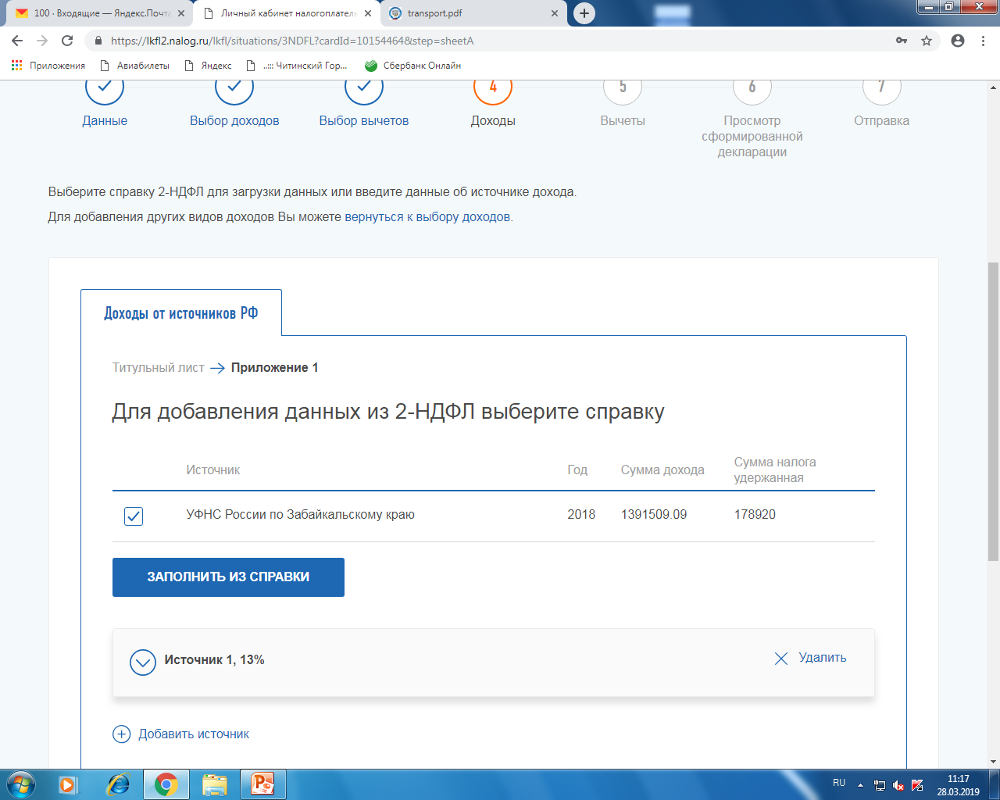 100 · Входящие — Яндекс.Почта
Личный кабинет налогоплатель
transport.pdf
https://lkfl2.nalog.ru/lkfl/situations/3NDFL?cardId=10154464&step=sheetA
Приложения
Авиабилеты
Яндекс
..::: Читинский Гор...
Сбербанк Онлайн
4
5
6
7
Данные
Выбор доходов
Выбор вычетов
Доходы
Вычеты
Просмотр
сформированной
декларации
Отправка
Выберите справку 2-НДФЛ для загрузки данных или введите данные об источнике дохода.
Для добавления других видов доходов Вы можете вернуться к выбору доходов.
Доходы от источников РФ
Титульный лист
Приложение 1
Для добавления данных из 2-НДФЛ выберите справку
Источник
Год
Сумма дохода
Сумма налога
удержанная
УФНС России по Забайкальскому краю
2018
1391509.09
178920
ЗАПОЛНИТЬ ИЗ СПРАВКИ
Источник 1, 13%
Удалить
Добавить источник
RU
11:17
28.03.2019